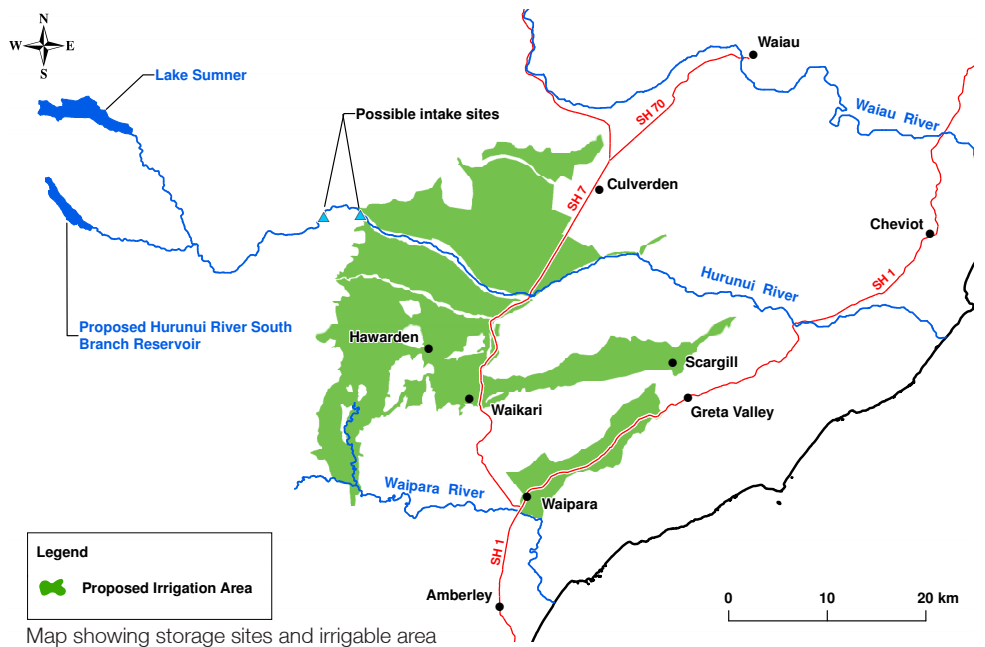 N
W E
S
Lake Sumner
Possible intake sites
Waiau
Waiau River
SH 70
Culverden
SH 7
Cheviot
Hurunui River
SH 1
Proposed Hurunui River South
Branch Reservoir
Hawarden
Scargill
Waikari
Greta Valley
Waipara River
Waipara
SH 1
Amberley
Legend
Proposed Irrigation Area
0 10 20 km
Map showing storage sites and irrigable area